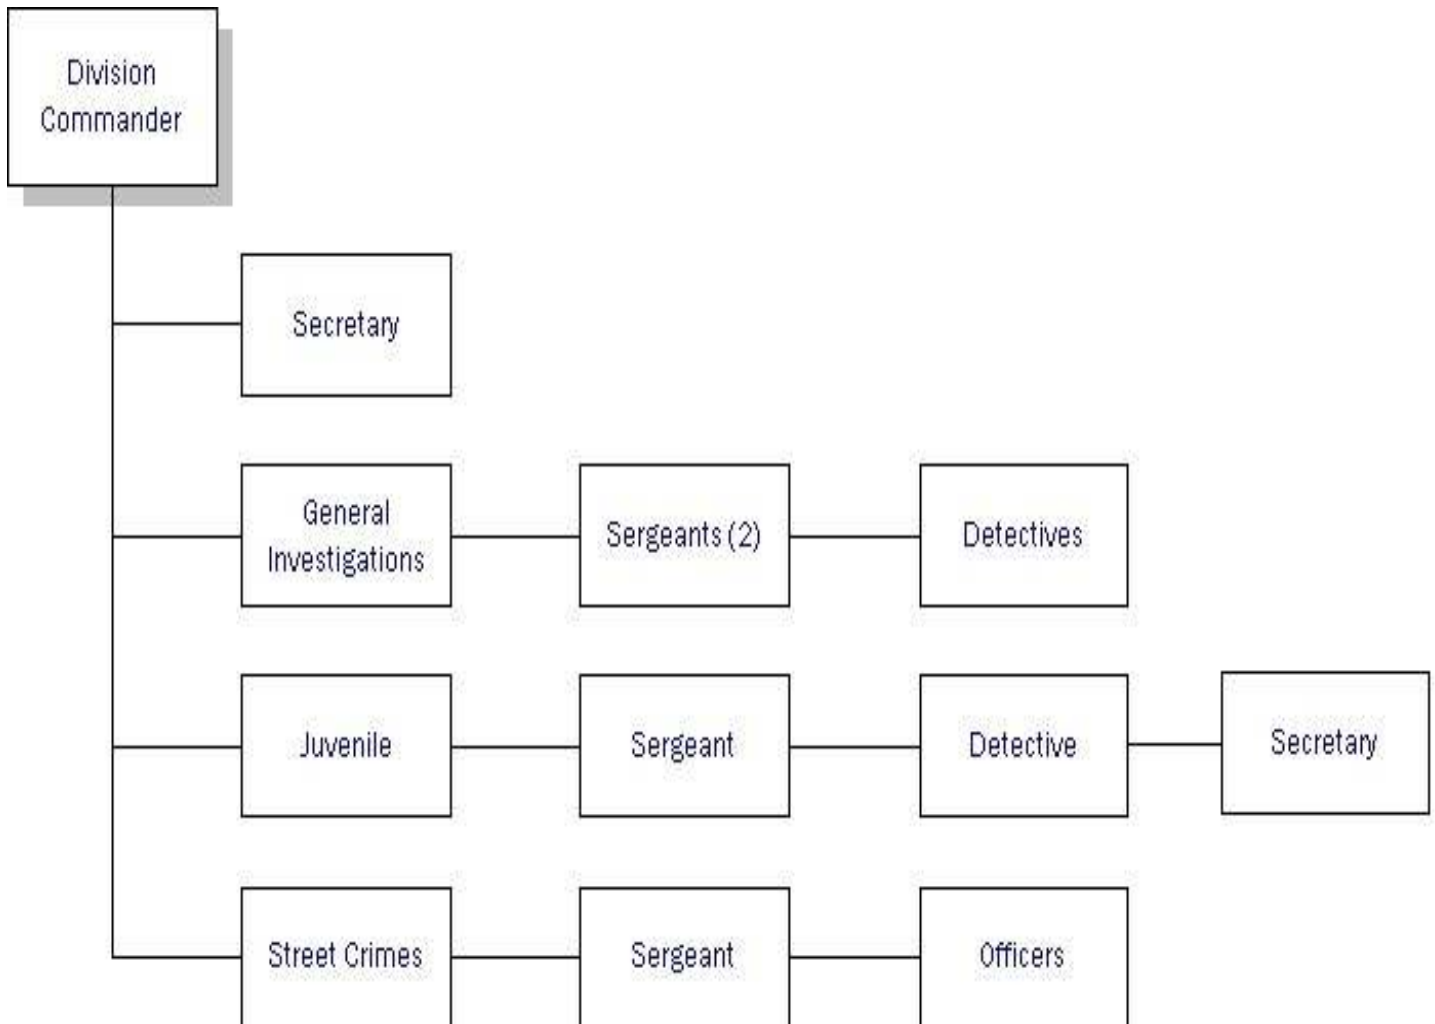 Division
Commander
Secretary
General
Investigations
Sergeants (2)
Detectives
Juvenile
Sergeant
Detective
Secretary
Street Crimes
Sergeant
Officers